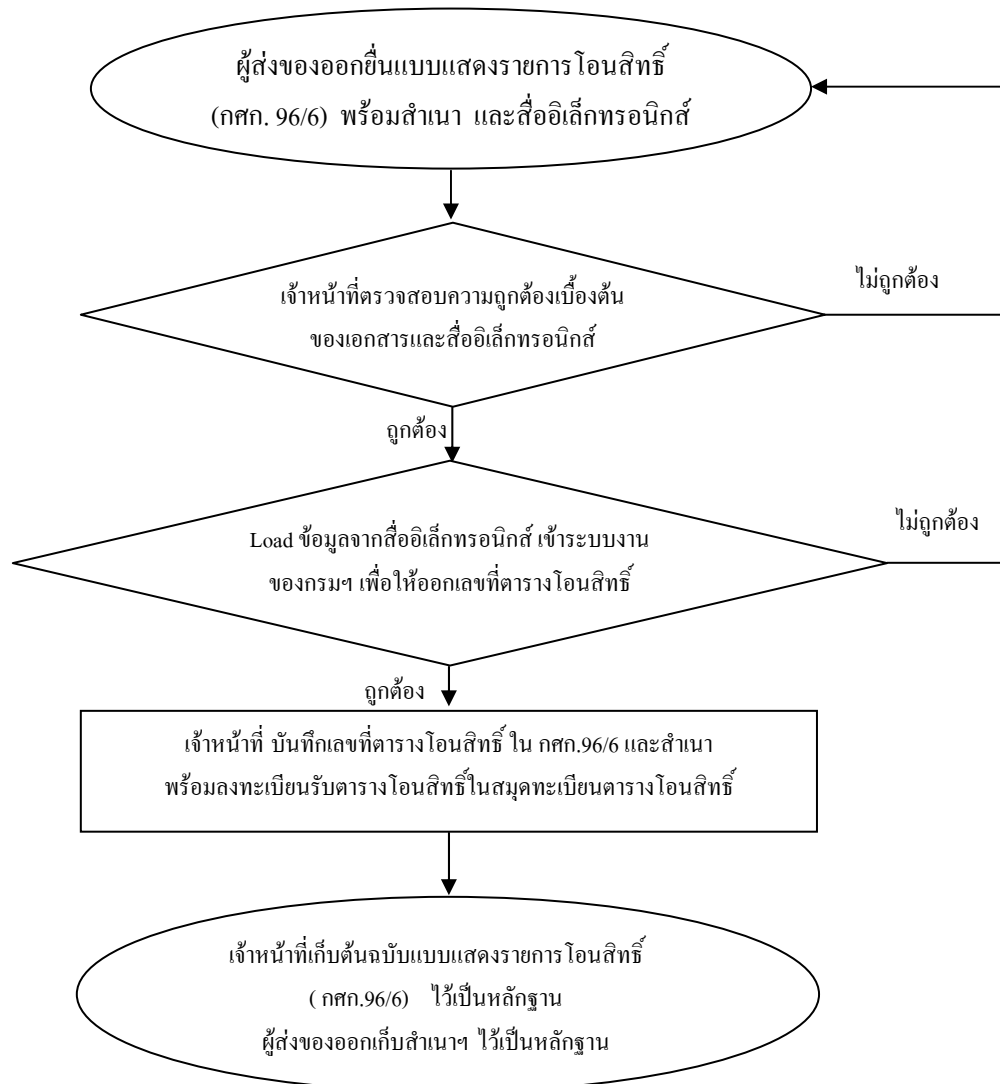 ผู้ส่งของออกยื่นแบบแสดงรายการโอนสิทธิ์
(กศก. 96/6) พร้อมสำเนา และสื่ออิเล็กทรอนิกส์
เจ้าหน้าที่ตรวจสอบความถูกต้องเบื้องต้น
ของเอกสารและสื่ออิเล็กทรอนิกส์
ไม่ถูกต้อง
ถูกต้อง
Load ข้อมูลจากสื่ออิเล็กทรอนิกส์ เข้าระบบงาน
ของกรมฯ เพื่อให้ออกเลขที่ตารางโอนสิทธิ์
ไม่ถูกต้อง
ถูกต้อง
เจ้าหน้าที่ บันทึกเลขที่ตารางโอนสิทธิ์ ใน กศก.96/6 และสำเนา
พร้อมลงทะเบียนรับตารางโอนสิทธิ์ในสมุดทะเบียนตารางโอนสิทธิ์
เจ้าหน้าที่เก็บต้นฉบับแบบแสดงรายการโอนสิทธิ์
( กศก.96/6) ไว้เป็นหลักฐาน
ผู้ส่งของออกเก็บสำเนาฯ ไว้เป็นหลักฐาน